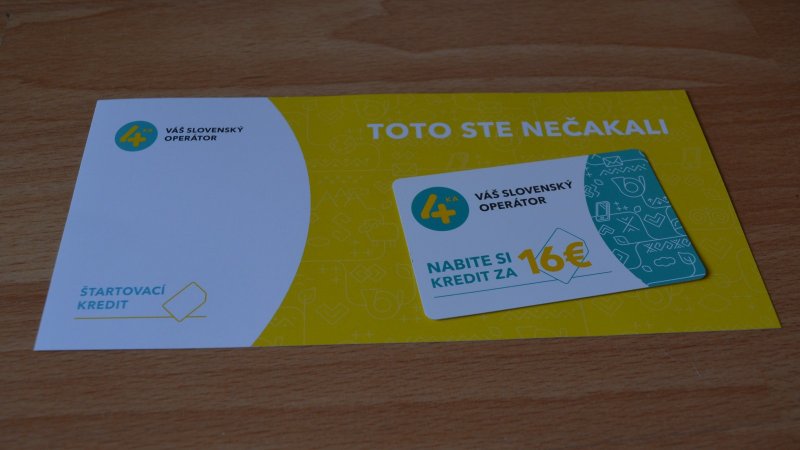 4KA
VÁŠ SLOVENSKÝ
OPERÁTOR
ŠTARTOVACÍ
KREDIT
TOTO STE NEČAKALI
4KA
VÁŠ SLOVENSKÝ
OPERÁTOR
NABITE SI
KREDIT ZA 16€